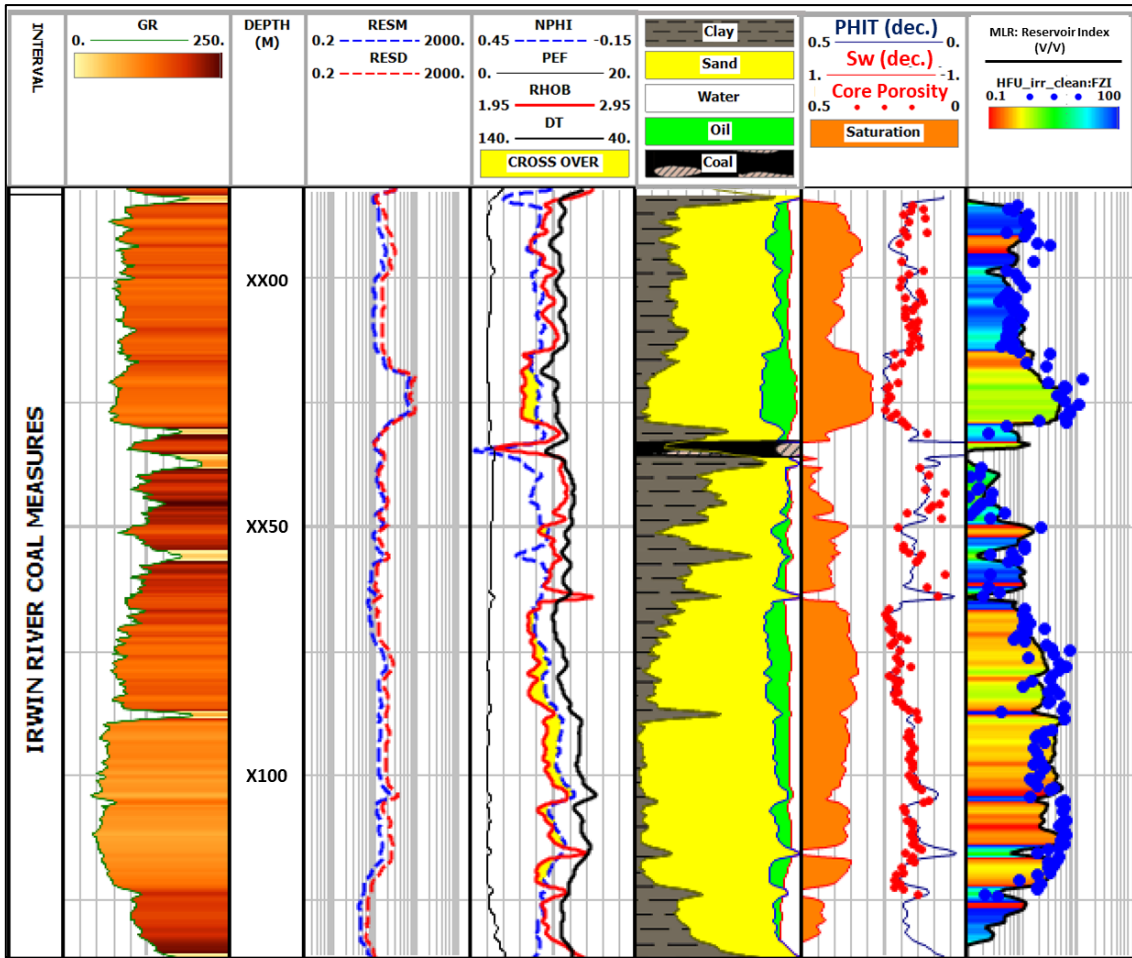 INTERVAL
GR
0. 250.
DEPTH
(M)
RESM
0.2 2000.
RESD
0.2 2000.
NPHI
0.45 -0.15
PEF
0. 20.
RHOB
1.95 2.95
DT
140. 40.
CROSS OVER
Clay
Sand
Water
Oil
Coal
PHIT (dec.)
0.5 0.
Sw (dec.)
1. -1.
Core Porosity
0.5 0
Saturation
MLR: Reservoir Index
(V/V)
HFU_irr_clean:FZI
0.1 100
IRWIN RIVER COAL MEASURES
XX00
XX50
X100